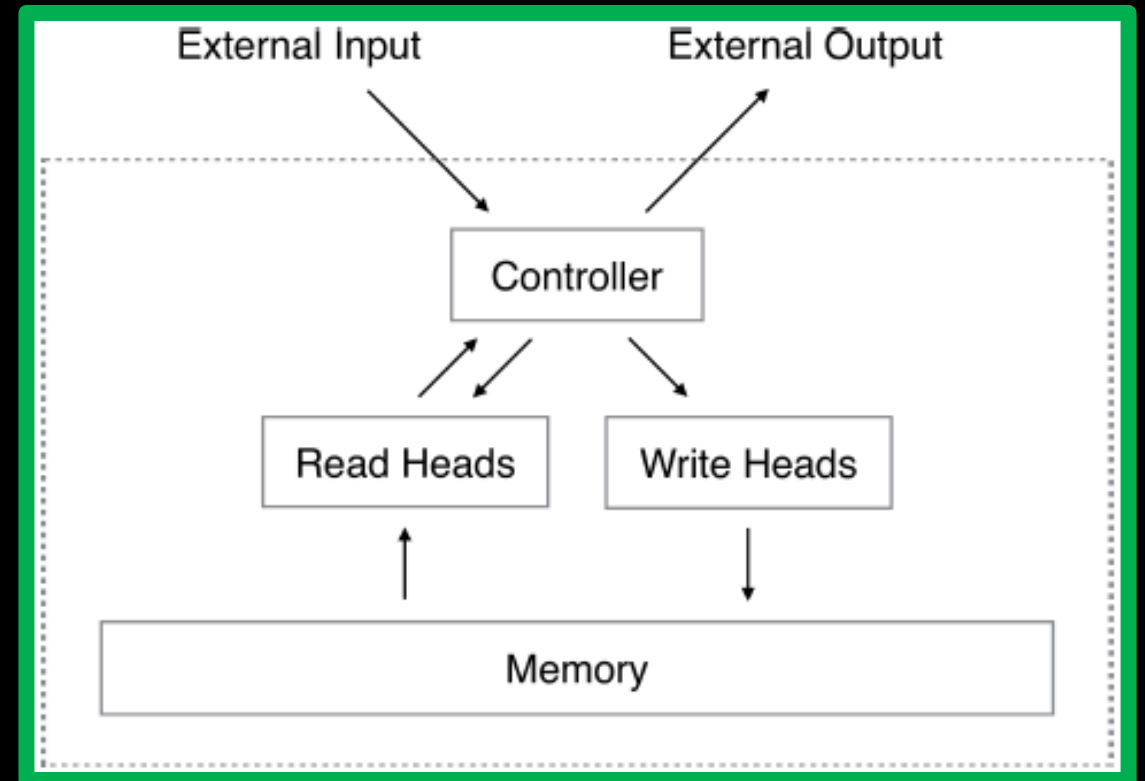 External Input
External Output
Controller
Read Heads
Write Heads
Memory